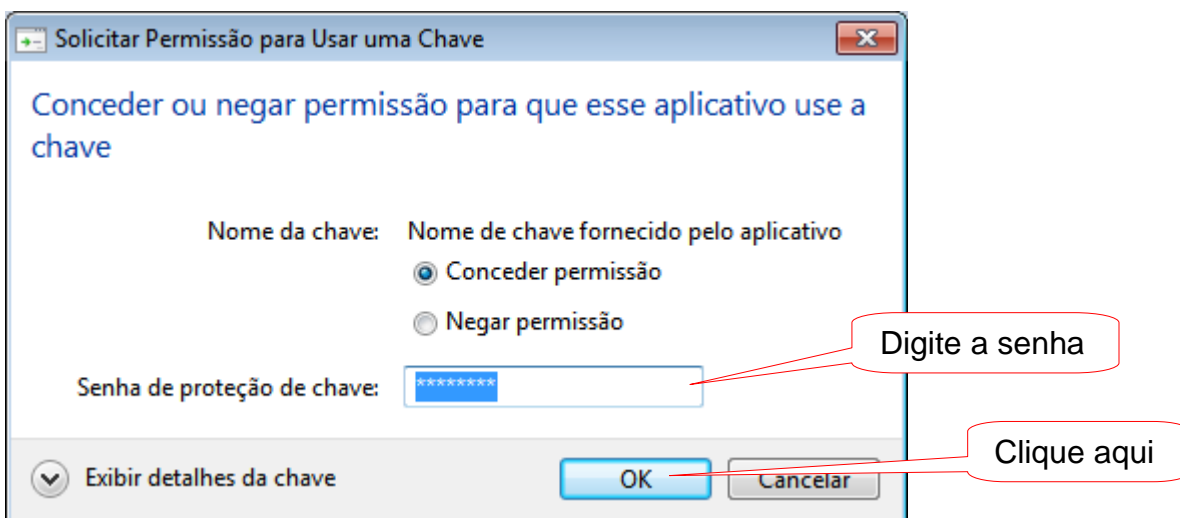 Solicitar Permissão para Usar uma Chave
Conceder ou negar permissão para que esse aplicativo use a
chave
Nome da chave: Nome de chave fornecido pelo aplicativo
Conceder permissão
Negar permissão
Digite a senha
Senha de proteção de chave: ********
Clique aqui
Exibir detalhes da chave OK Cancelar